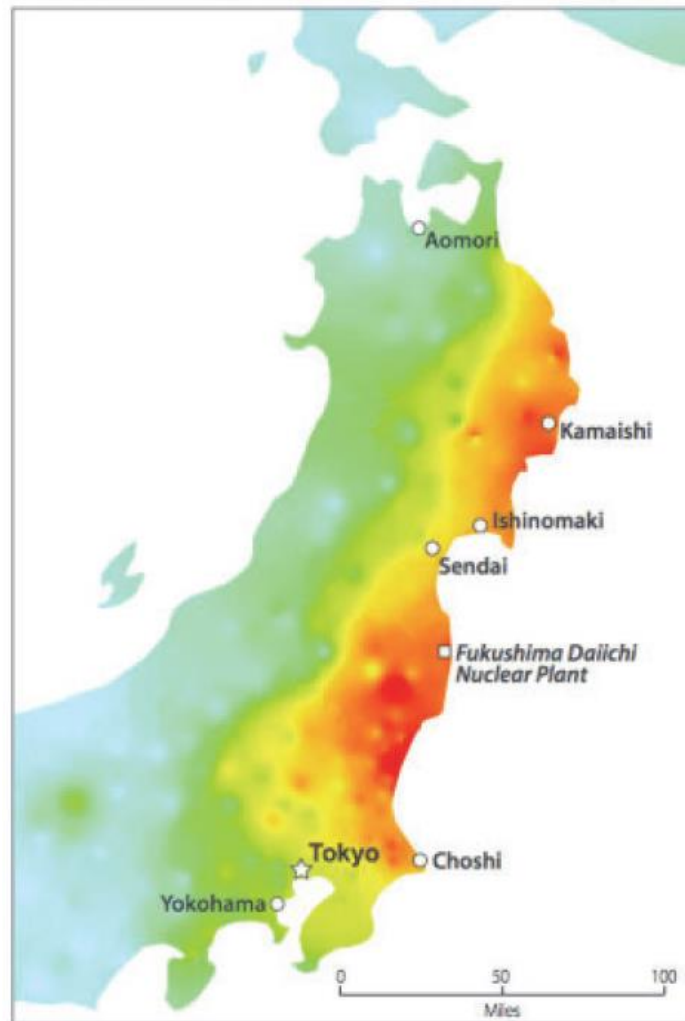 Aomori
Kamaishi
Ishinomaki
Sendai
Fukushima Daiichi
Nuclear Plant
Tokyo
Choshi
Yokohama
0 50 100
Miles